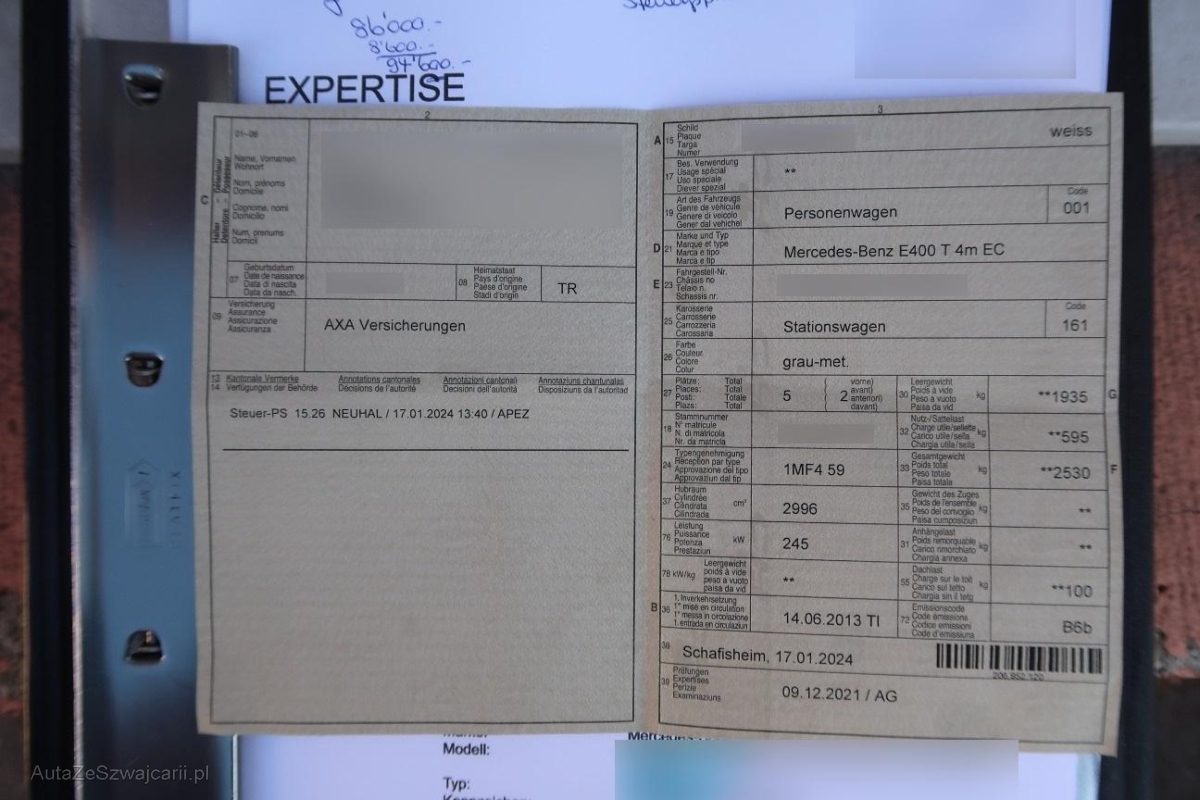 86'000.-
8'600.-
94'600.-
EXPERTISE
2
01-06
Name, Vornamen
Wohnort
Nom, prénoms
Domicile
Cognome, nomi
Domicilio
Num, prenums
Domicil
C
Halter Détenteur
Detentore Possessur
07
Geburtsdatum
Date de naissance
Data di nascita
Data da nasch.
08
Heimatstaat
Pays d'origine
Paese d'origine
Stadi d'origin
TR
09
Versicherung
Assurance
Assicurazione
Assicuranza
AXA Versicherungen
13
14
Kantonale Vermerke
Verfügungen der Behörde
Annotations cantonales
Décisions de l'autorité
Annotazioni cantonali
Decisioni dell'autorità
Annotaziuns chantunalas
Disposiziuns da l'autoritad
Steuer-PS 15.26 NEUHAL / 17.01.2024 13:40 / APEZ
3
A 15
Schild
Plaque
Targa
Numer
weiss
17
Bes. Verwendung
Usage spécial
Uso speciale
Diever spezial
**
19
Art des Fahrzeugs
Genre de véhicule
Genere di veicolo
Gener dal vehichel
Personenwagen
Code
001
D 21
Marke und Typ
Marque et type
Marca e tipo
Marca e tip
Mercedes-Benz E400 T 4m EC
E 23
Fahrgestell-Nr.
Châssis no
Telaio n.
Schassis nr.
25
Karosserie
Carrosserie
Carrozzeria
Carossaria
Stationswagen
Code
161
26
Farbe
Couleur
Colore
Colur
grau-met.
27
Plätze: Total
Places: Total
Posti: Totale
Plazs: Total
5
( 2
vorne)
avant)
anteriori)
davant)
30
Leergewicht
Poids à vide
Peso a vuoto
Paisa da vid
kg
**1935
G
18
Stammnummer
N° matricule
N. di matricola
Nr. da matricla
32
Nutz-/Sattellast
Charge utile/sellette
Carico utile/sella
Chargia utila/sella
kg
**595
24
Typengenehmigung
Réception par type
Approvazione del tipo
Approvaziun dal tip
1MF4 59
33
Gesamtgewicht
Poids total
Peso totale
Paisa totala
kg
**2530
F
37
Hubraum
Cylindrée
Cilindrata
Cilindrada
cm³
2996
35
Gewicht des Zuges
Poids de l'ensemble
Peso del convoglio
Paisa cumposiziun
kg
**
76
Leistung
Puissance
Potenza
Prestaziun
kW
245
31
Anhängelast
Poids remorquable
Carico rimorchiato
Chargia annexa
kg
**
78 kW/kg
Leergewicht
poids à vide
peso a vuoto
paisa da vid
**
55
Dachlast
Charge sur le toit
Carico sul tetto
Chargia sin il tetg
kg
**100
B 36
1. Inverkehrsetzung
1re mise en circulation
1a messa in circolazione
1. entrada en circulaziun
14.06.2013 TI
72
Emissionscode
Code émissions
Codice emissioni
Code d'emissiuns
B6b
38
Schafisheim, 17.01.2024
200.852.120
39
Prüfungen
Expertises
Perizie
Examinaziuns
09.12.2021 / AG
Modell:
Typ:
AutaZeSzwajcarii.pl